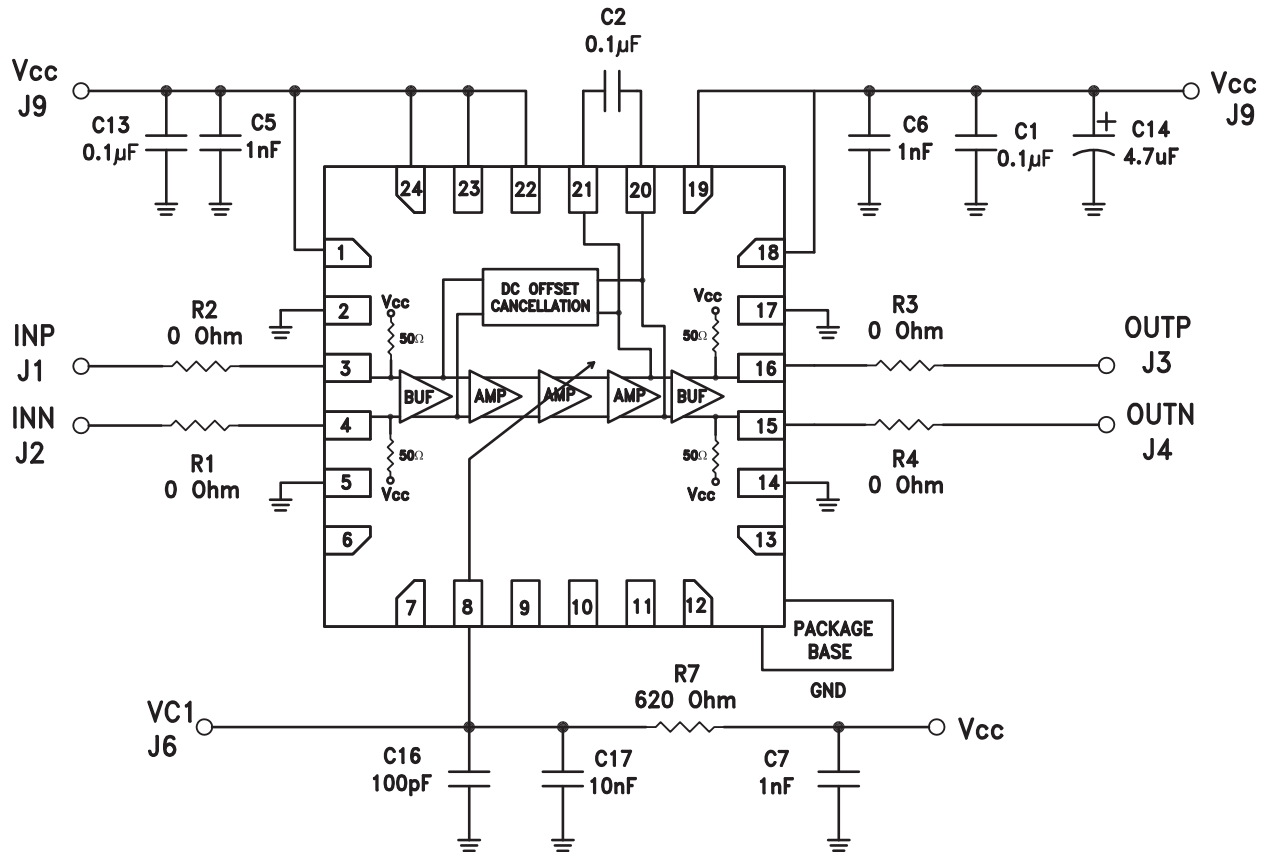 C2
0.1µF
Vcc
J9
C13
0.1µF
C5
1nF
C6
1nF
C1
0.1µF
+
C14
4.7uF
Vcc
J9
24
23
22
21
20
19
1
2
3
4
5
6
18
17
16
15
14
13
7
8
9
10
11
12
DC OFFSET
CANCELLATION
Vcc
50Ω
Vcc
50Ω
BUF
AMP
AMP
AMP
BUF
50Ω
Vcc
50Ω
Vcc
INP
J1
R2
0 Ohm
INN
J2
R1
0 Ohm
R3
0 Ohm
OUTP
J3
OUTN
J4
R4
0 Ohm
PACKAGE
BASE
GND
VC1
J6
R7
620 Ohm
Vcc
C16
100pF
C17
10nF
C7
1nF